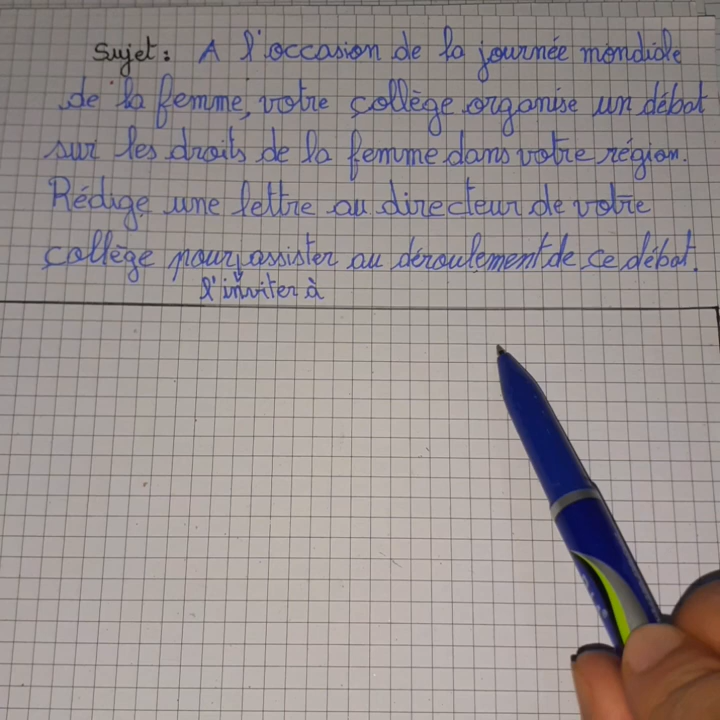 Sujet : A l'occasion de la journée mondiale
de la femme, votre collège organise un débat
sur les droits de la femme dans votre région.
Rédige une lettre au directeur de votre
collège pour assister au déroulement de ce débat.
l'inviter à